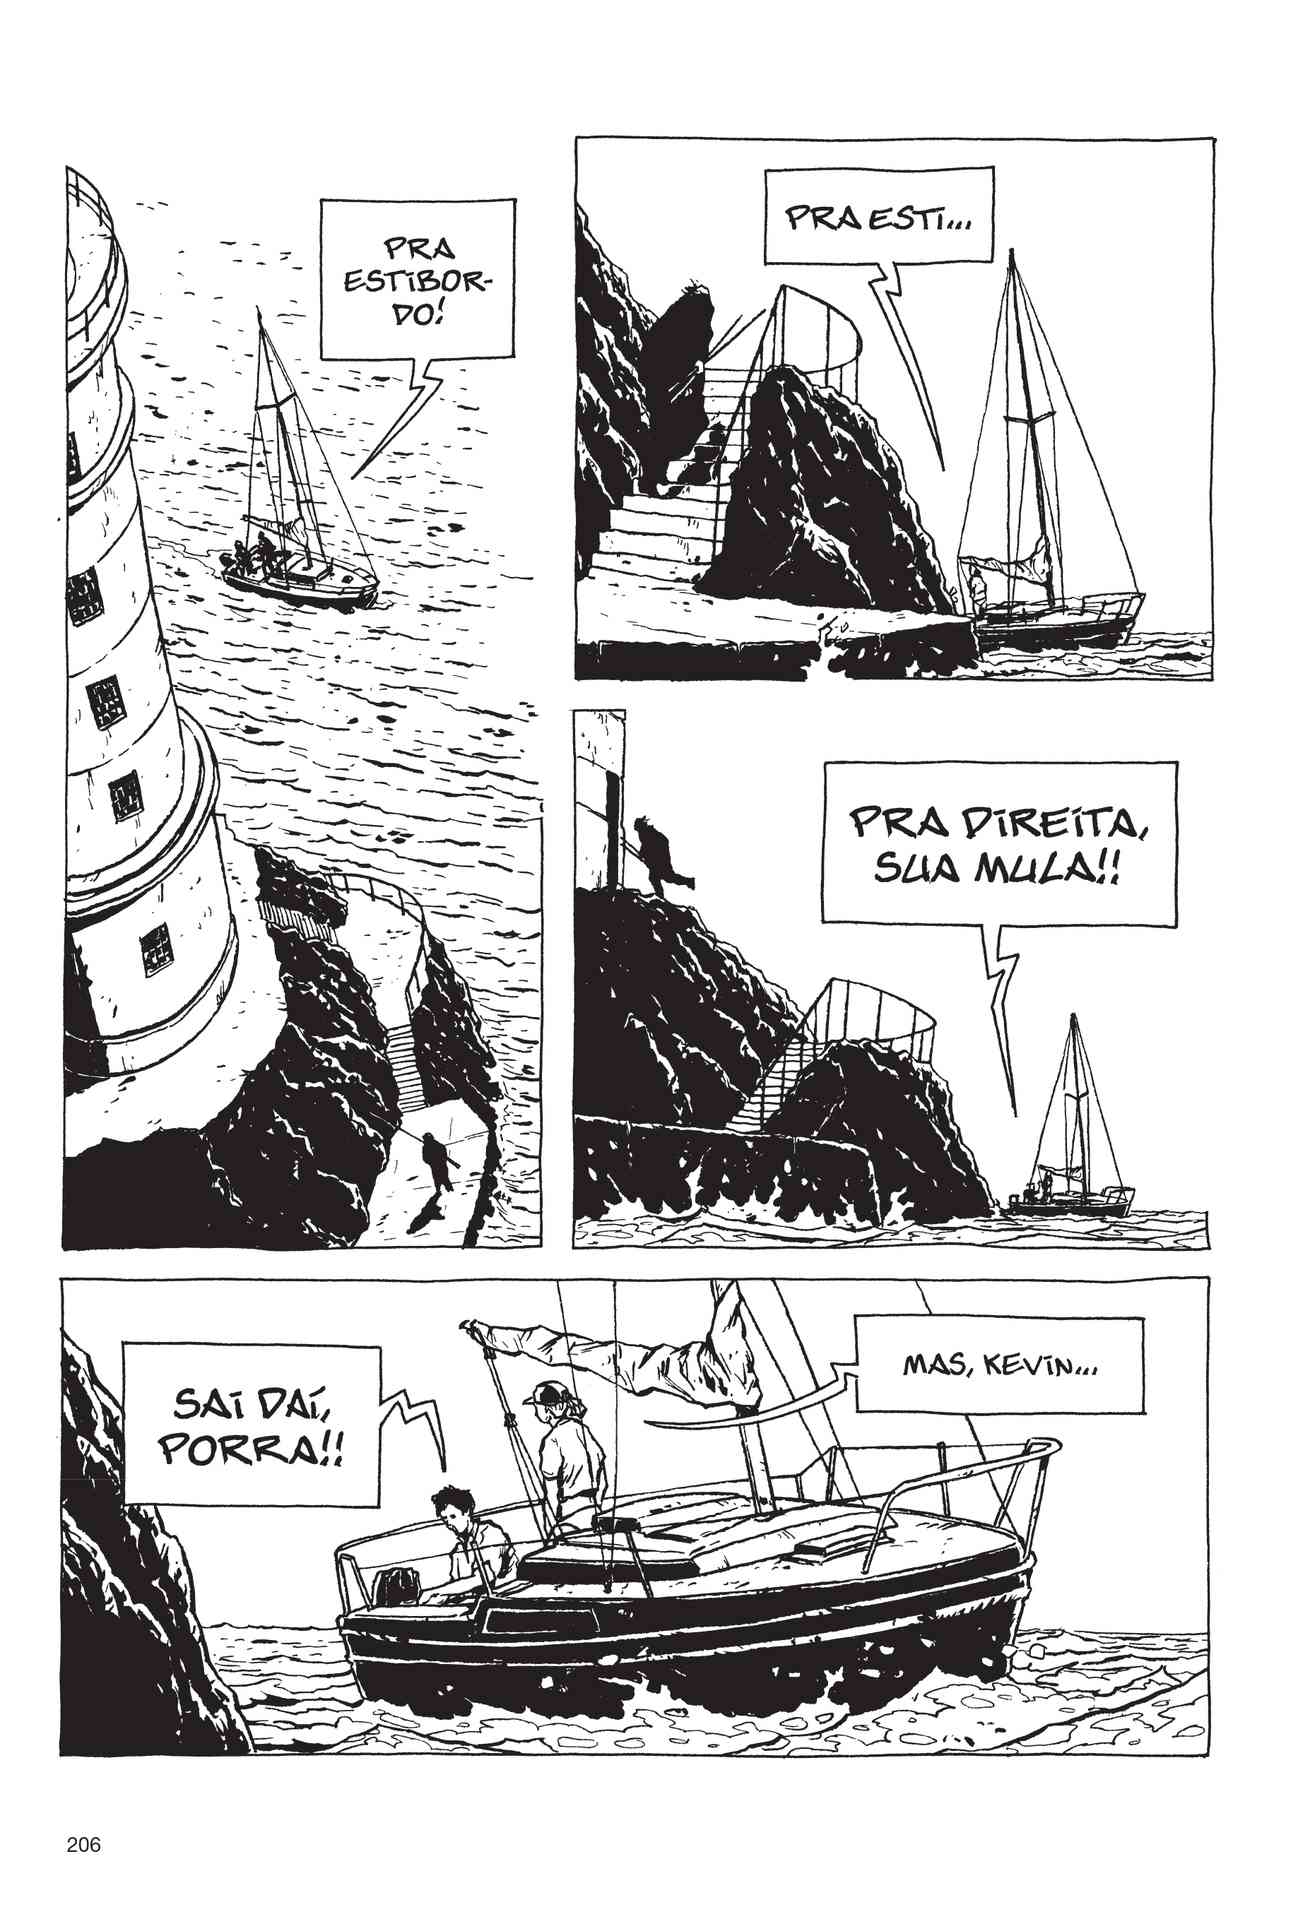 PRA
ESTIBOR-
DO!
PRA ESTI...
PRA DIREITA,
SUA MULA!!
SAI DAÍ,
PORRA!!
MAS, KEVIN...
206